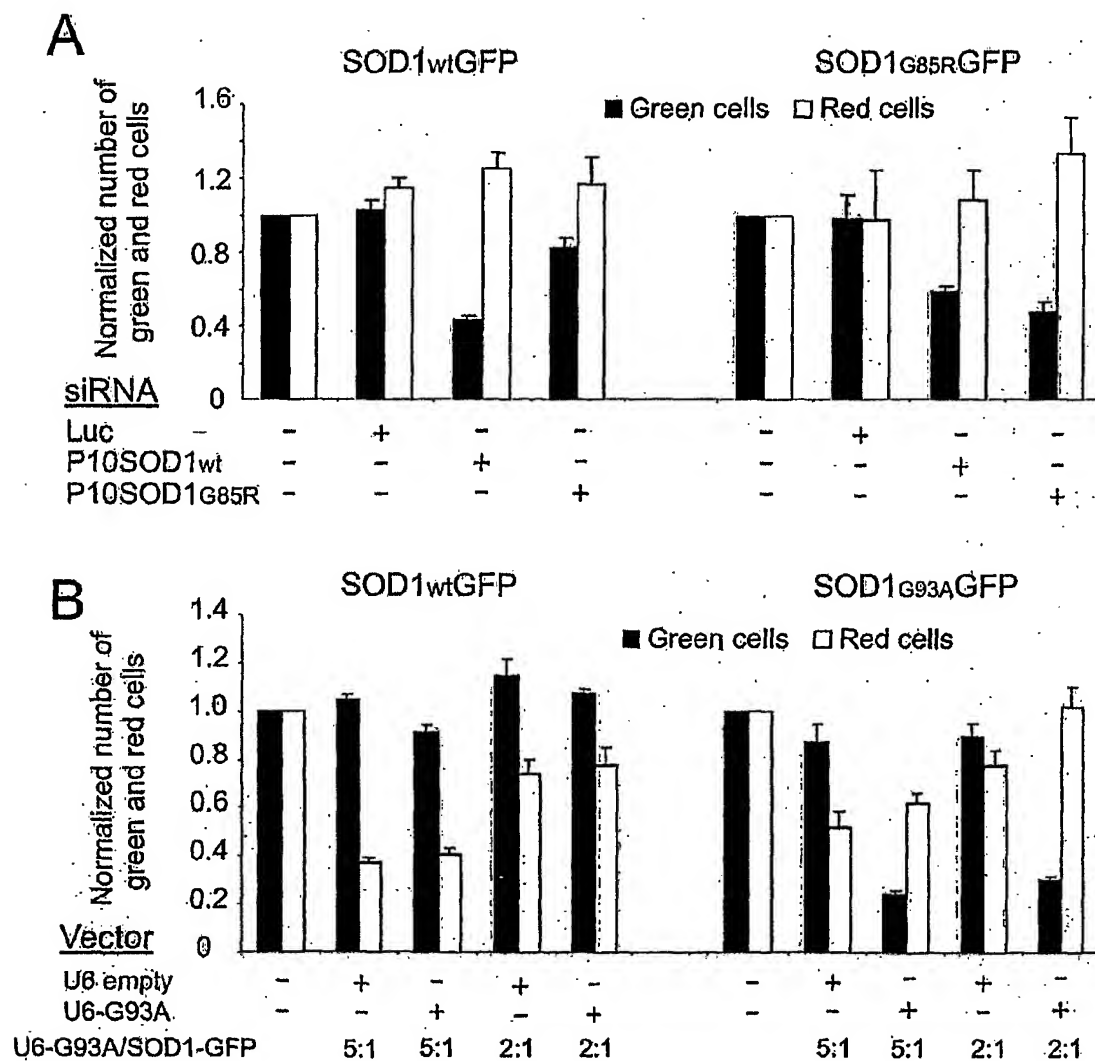 A
SOD1wtGFP SOD1G85RGFP
Green cells Red cells
Normalized number of
green and red cells
1.6
1.2
0.8
0.4
0
siRNA
Luc – – + – – – + – –
P10SOD1wt – – + – – – + –
P10SOD1G85R – – – + – – – +
B
SOD1wtGFP SOD1G93AGFP
Green cells Red cells
Normalized number of
green and red cells
1.4
1.2
1.0
0.8
0.6
0.4
0.2
0
Vector
U6 empty – + – + – – + – + –
U6-G93A – – + – + – – + – +
U6-G93A/SOD1-GFP 5:1 5:1 2:1 2:1 5:1 5:1 2:1 2:1